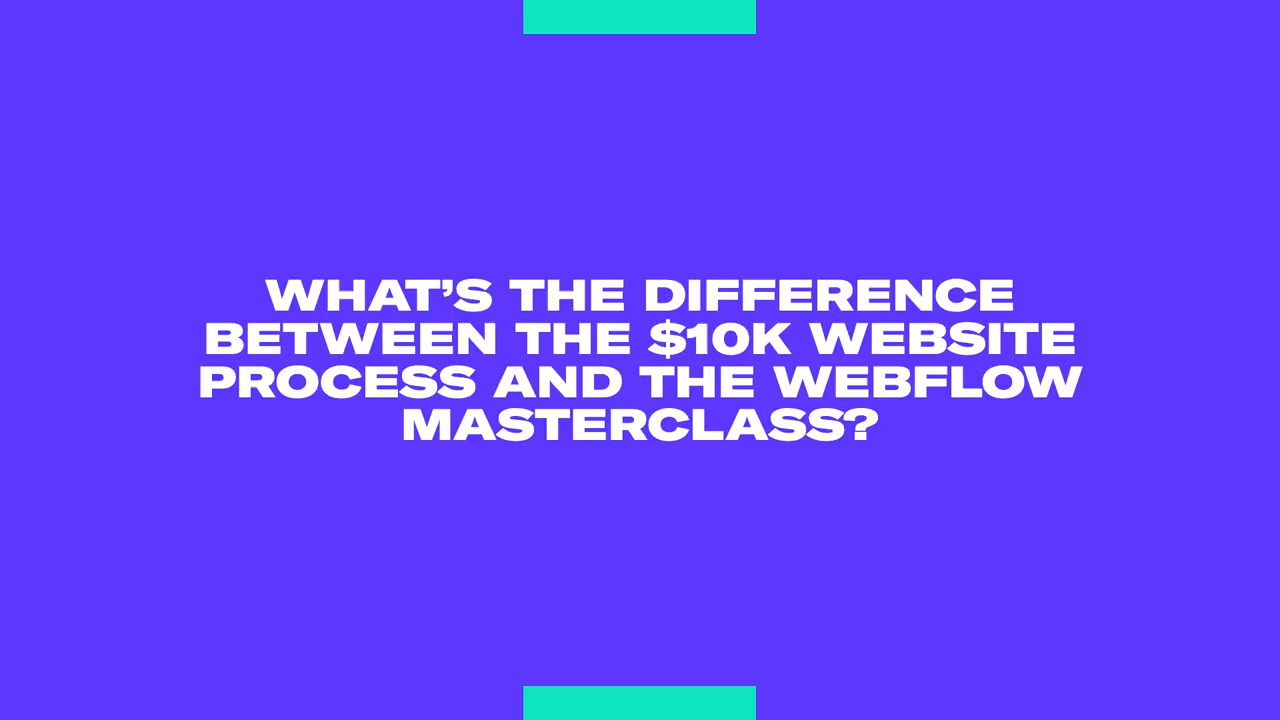 WHAT’S THE DIFFERENCE
BETWEEN THE $10K WEBSITE
PROCESS AND THE WEBFLOW
MASTERCLASS?